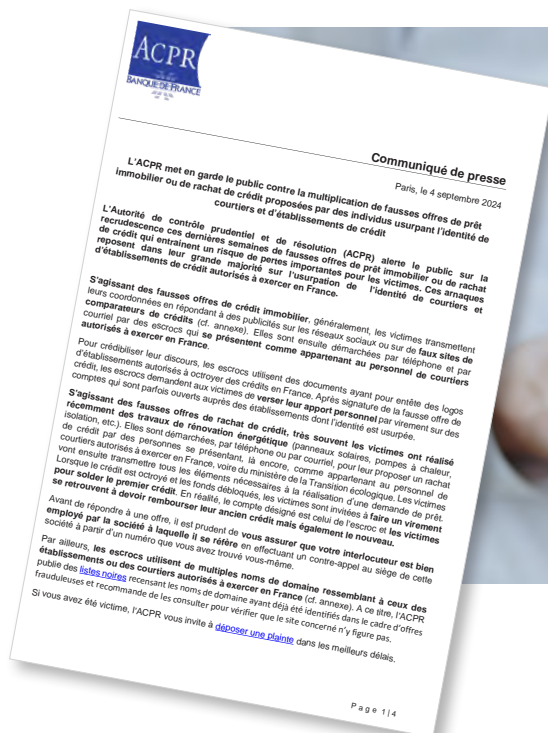 ACPR
BANQUE DE FRANCE
Communiqué de presse
Paris, le 4 septembre 2024
L'ACPR met en garde le public contre la multiplication de fausses offres de prêt
immobilier ou de rachat de crédit proposées par des individus usurpant l'identité de
courtiers et d'établissements de crédit
L'Autorité de contrôle prudentiel et de résolution (ACPR) alerte le public sur la
recrudescence ces dernières semaines de fausses offres de prêt immobilier ou de rachat
de crédit qui entraînent un risque de pertes importantes pour les victimes. Ces arnaques
reposent dans leur grande majorité sur l'usurpation de l'identité de courtiers et
d'établissements de crédit autorisés à exercer en France.
S'agissant des fausses offres de crédit immobilier, généralement, les victimes transmettent
leurs coordonnées en répondant à des publicités sur les réseaux sociaux ou sur de faux sites de
comparateurs de crédits (cf. annexe). Elles sont ensuite démarchées par téléphone et par
courriel par des escrocs qui se présentent comme appartenant au personnel de courtiers
autorisés à exercer en France.
Pour crédibiliser leur discours, les escrocs utilisent des documents ayant pour entête des logos
d'établissements autorisés à octroyer des crédits en France. Après signature de la fausse offre de
crédit, les escrocs demandent aux victimes de verser leur apport personnel par virement sur des
comptes qui sont parfois ouverts auprès des établissements dont l'identité est usurpée.
S'agissant des fausses offres de rachat de crédit, très souvent les victimes ont réalisé
récemment des travaux de rénovation énergétique (panneaux solaires, pompes à chaleur,
isolation, etc.). Elles sont démarchées, par téléphone ou par courriel, pour leur proposer un rachat
de crédit par des personnes se présentant, là encore, comme appartenant au personnel de
courtiers autorisés à exercer en France, voire du ministère de la Transition écologique. Les victimes
vont ensuite transmettre tous les éléments nécessaires à la réalisation d'une demande de prêt.
Lorsque le crédit est octroyé et les fonds débloqués, les victimes sont invitées à faire un virement
pour solder le premier crédit. En réalité, le compte désigné est celui de l'escroc et les victimes
se retrouvent à devoir rembourser leur ancien crédit mais également le nouveau.
Avant de répondre à une offre, il est prudent de vous assurer que votre interlocuteur est bien
employé par la société à laquelle il se réfère en effectuant un contre-appel au siège de cette
société à partir d'un numéro que vous avez trouvé vous-même.
Par ailleurs, les escrocs utilisent de multiples noms de domaine ressemblant à ceux des
établissements ou des courtiers autorisés à exercer en France (cf. annexe). A ce titre, l'ACPR
publie des listes noires recensant les noms de domaine ayant déjà été identifiés dans le cadre d'offres
frauduleuses et recommande de les consulter pour vérifier que le site concerné n'y figure pas.
Si vous avez été victime, l'ACPR vous invite à déposer une plainte dans les meilleurs délais.
Page 1|4